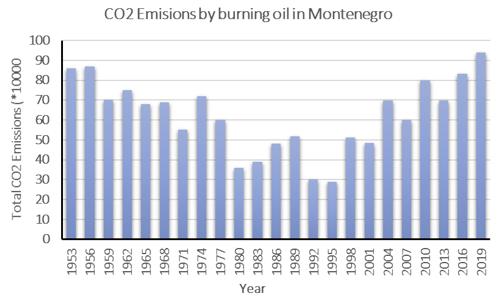 CO2 Emisions by burning oil in Montenegro
Total CO2 Emissions (*10000
100
90
80
70
60
50
40
30
20
10
0
1953 1956 1959 1962 1965 1968 1971 1974 1977 1980 1983 1986 1989 1992 1995 1998 2001 2004 2007 2010 2013 2016 2019
Year